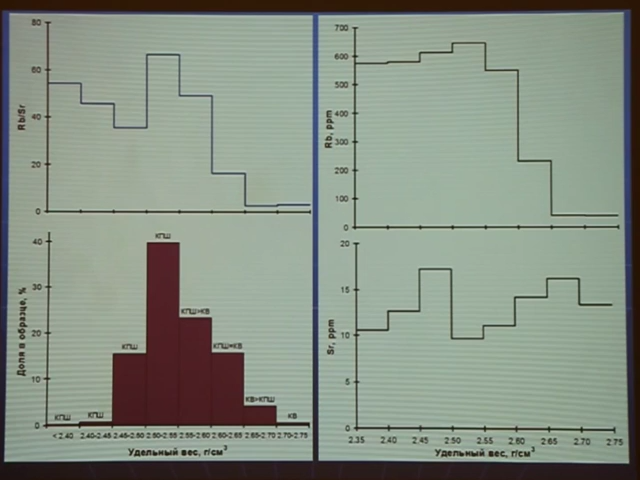 80
60
40
20
0
Rb/Sr
700
600
500
400
300
200
100
0
Rb, ppm
40
30
20
10
0
Доля в образце, %
КПШ
КПШ
КПШ
КПШ
КПШ>КВ
КПШ≈КВ
КВ>КПШ
КВ
< 2.40 2.40-2.45 2.45-2.50 2.50-2.55 2.55-2.60 2.60-2.65 2.65-2.70 2.70-2.75
Удельный вес, г/см³
20
15
10
5
0
Sr, ppm
2.35 2.40 2.45 2.50 2.55 2.60 2.65 2.70 2.75
Удельный вес, г/см³